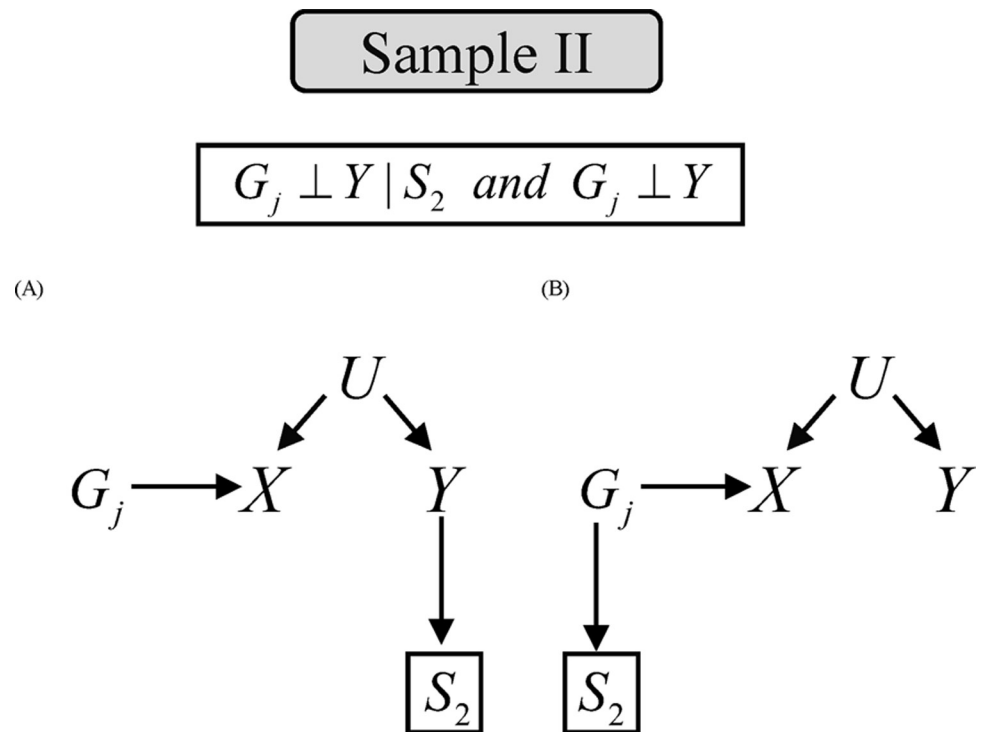 Sample II
G_j ⊥ Y | S_2 and G_j ⊥ Y
(A) (B)
U U
G_j X Y G_j X Y
S_2 S_2